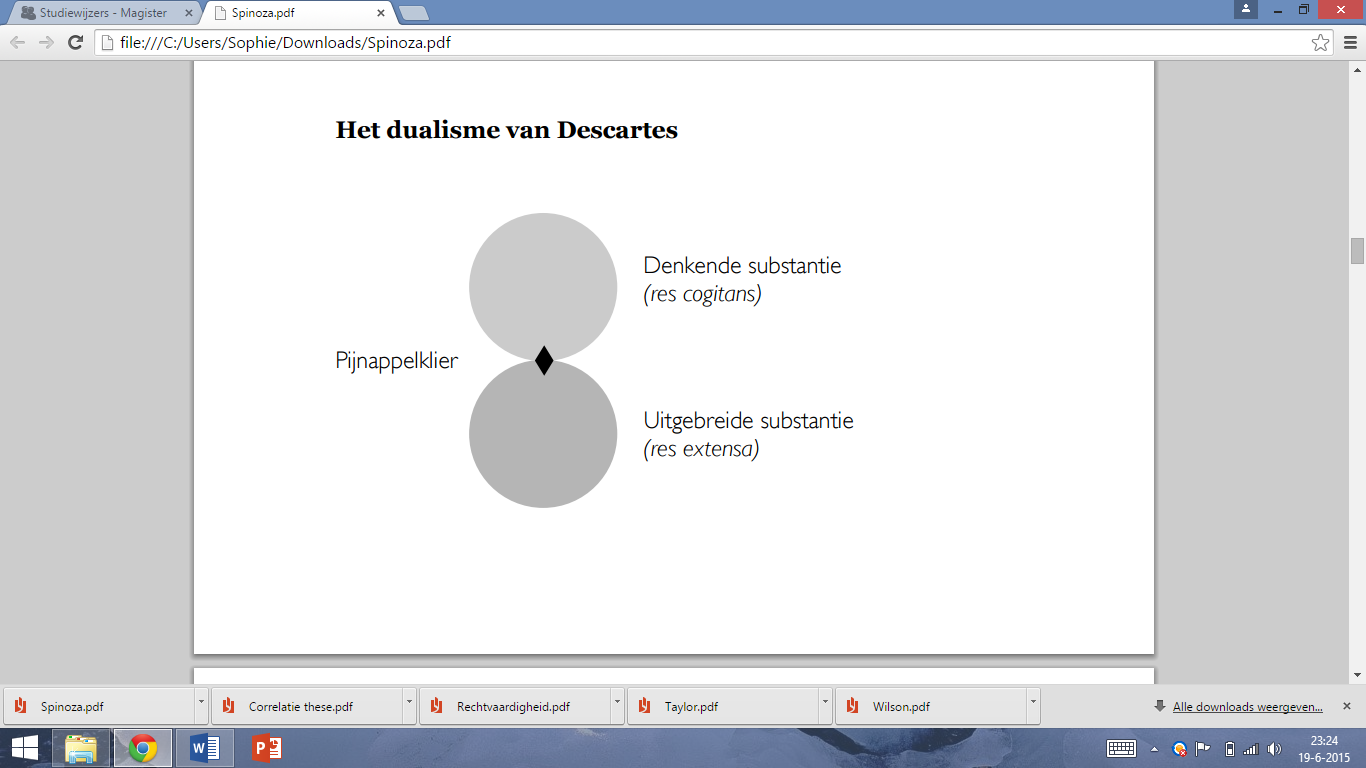 Studiewijzers - Magister
Spinoza.pdf
file:///C:/Users/Sophie/Downloads/Spinoza.pdf
Het dualisme van Descartes
Denkende substantie
(res cogitans)
Pijnappelklier
Uitgebreide substantie
(res extensa)
Spinoza.pdf
Correlatie these.pdf
Rechtvaardigheid.pdf
Taylor.pdf
Wilson.pdf
Alle downloads weergeven...
23:24
19-6-2015